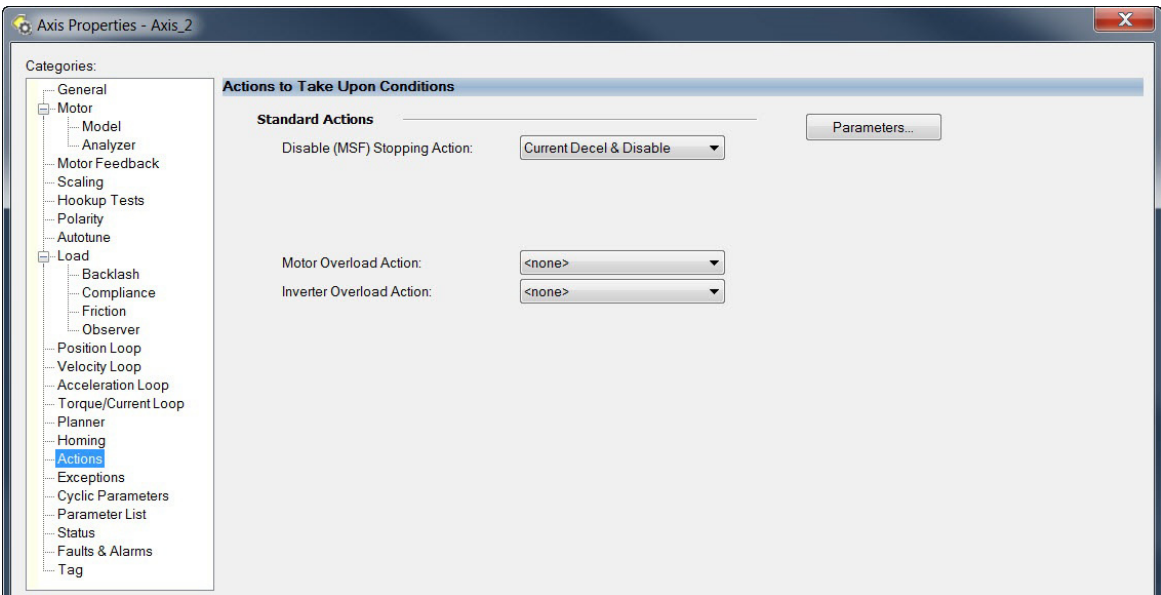 Axis Properties - Axis_2
X
Categories:
General
Motor
Model
Analyzer
Motor Feedback
Scaling
Hookup Tests
Polarity
Autotune
Load
Backlash
Compliance
Friction
Observer
Position Loop
Velocity Loop
Acceleration Loop
Torque/Current Loop
Planner
Homing
Actions
Exceptions
Cyclic Parameters
Parameter List
Status
Faults & Alarms
Tag
Actions to Take Upon Conditions
Standard Actions
Parameters...
Disable (MSF) Stopping Action: Current Decel & Disable
Motor Overload Action: <none>
Inverter Overload Action: <none>